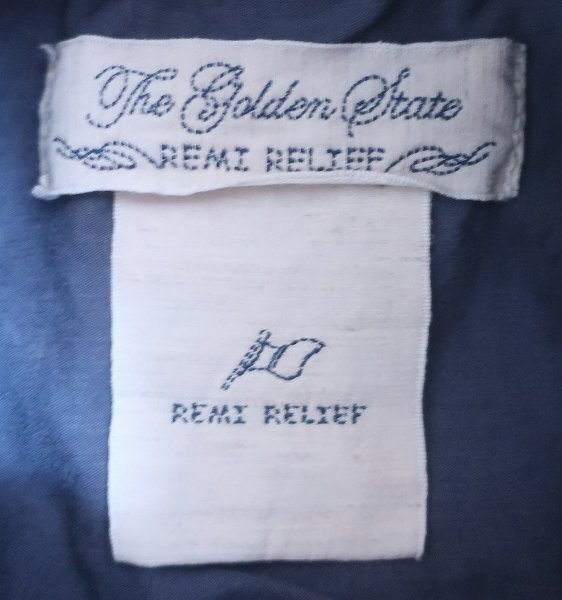 The Golden State
REMI RELIEF
REMI RELIEF